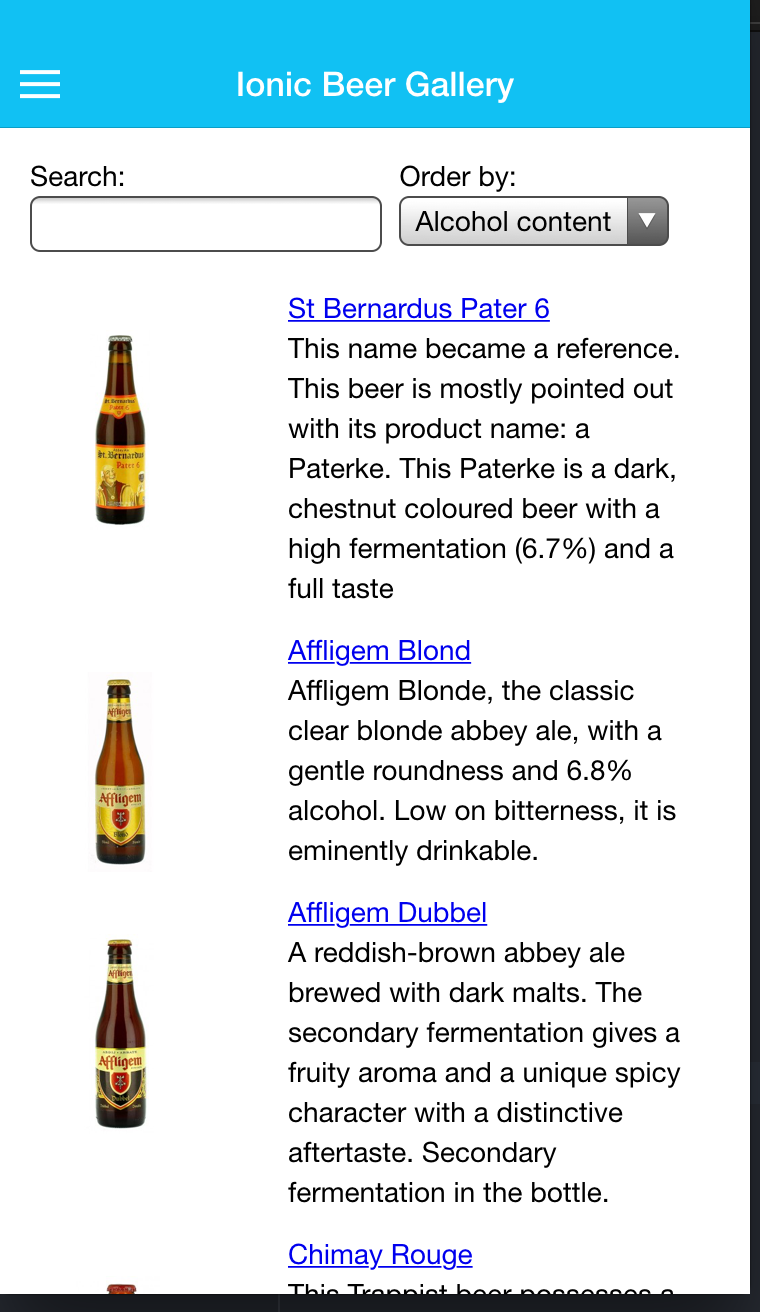 Ionic Beer Gallery
Search:
Order by:
Alcohol content
St Bernardus Pater 6
This name became a reference.
This beer is mostly pointed out
with its product name: a
Paterke. This Paterke is a dark,
chestnut coloured beer with a
high fermentation (6.7%) and a
full taste
St.Bernardus
Pater 6
Affligem Blond
Affligem Blonde, the classic
clear blonde abbey ale, with a
gentle roundness and 6.8%
alcohol. Low on bitterness, it is
eminently drinkable.
Affligem
Affligem
Affligem Dubbel
A reddish-brown abbey ale
brewed with dark malts. The
secondary fermentation gives a
fruity aroma and a unique spicy
character with a distinctive
aftertaste. Secondary
fermentation in the bottle.
Affligem
Affligem
Dubbel
Chimay Rouge
This Trappist beer possesses a